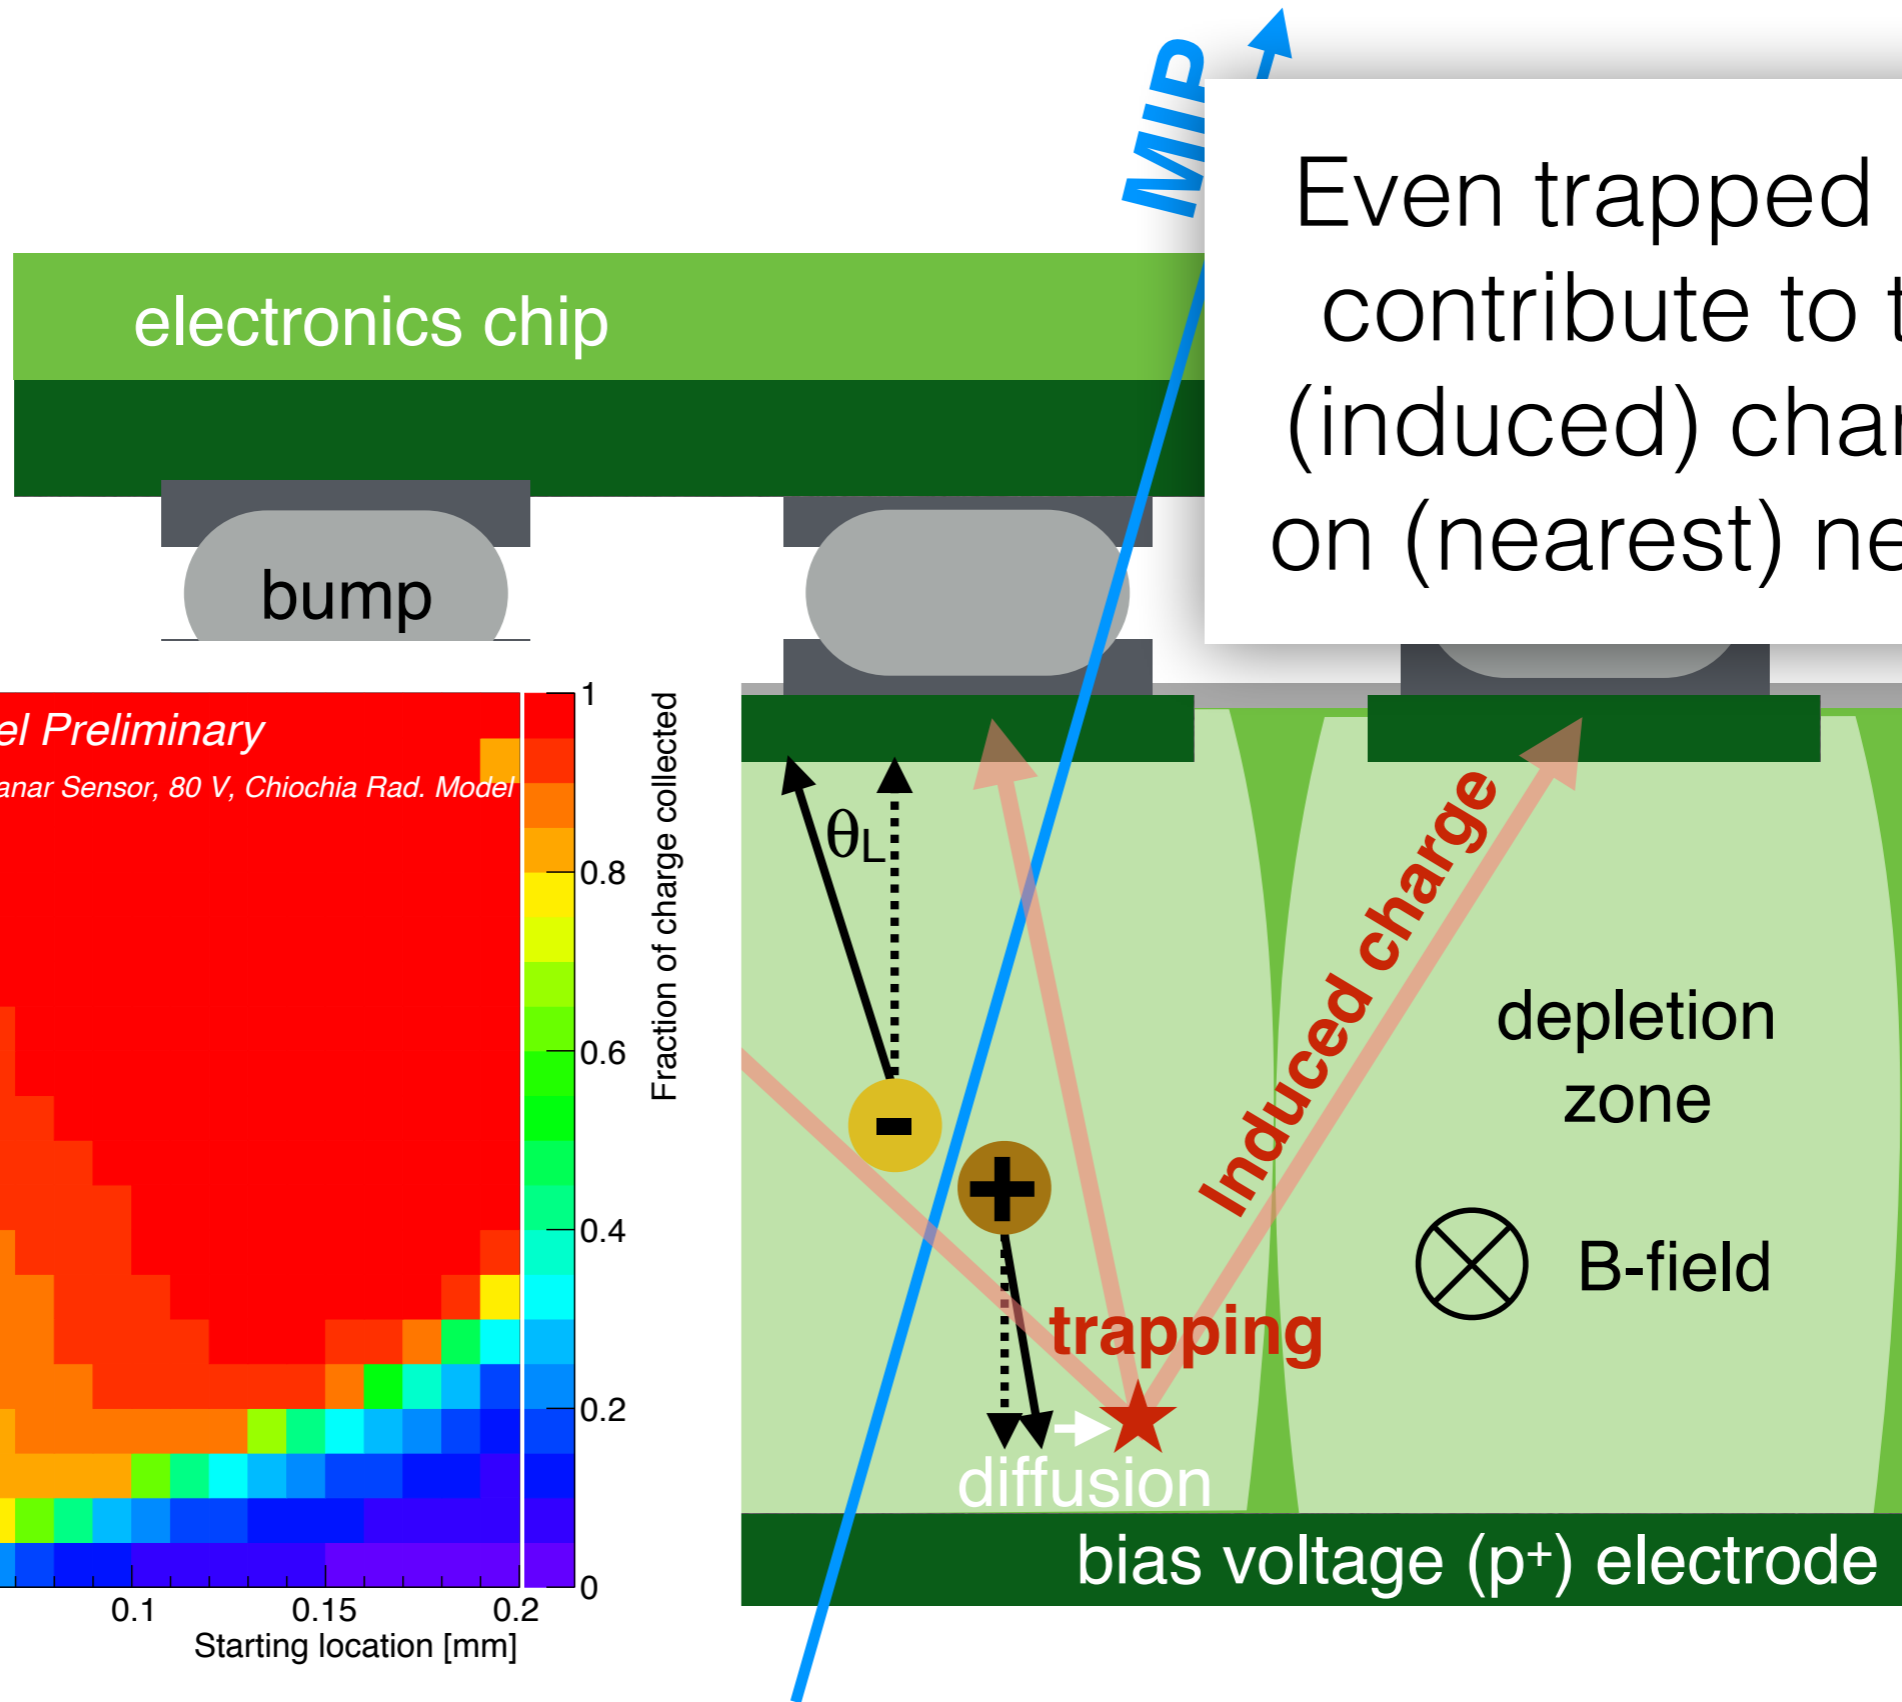 MIP
Even trapped
contribute to t
(induced) char
on (nearest) ne
electronics chip
bump
el Preliminary
anar Sensor, 80 V, Chiochia Rad. Model
1
0.8
0.6
0.4
0.2
0
Fraction of charge collected
0.1 0.15 0.2
Starting location [mm]
θL
-
+
Induced charge
depletion
zone
B-field
trapping
diffusion
bias voltage (p⁺) electrode